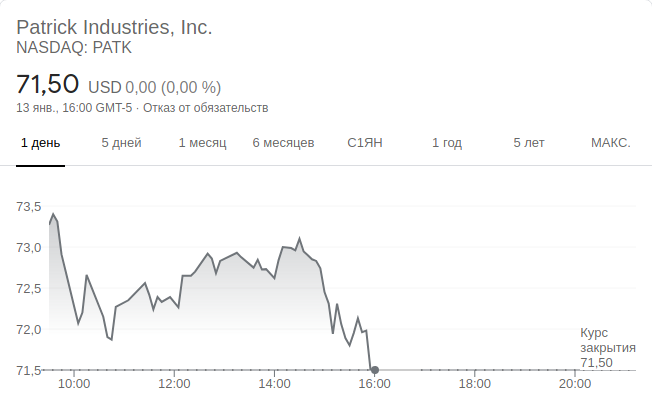 Patrick Industries, Inc.
NASDAQ: PATK
71,50 USD 0,00 (0,00 %)
13 янв., 16:00 GMT-5 · Отказ от обязательств
1 день 5 дней 1 месяц 6 месяцев С1ЯН 1 год 5 лет МАКС.
73,5
73,0
72,5
72,0
Курс
закрытия
71,50
71,5
10:00 12:00 14:00 16:00 18:00 20:00